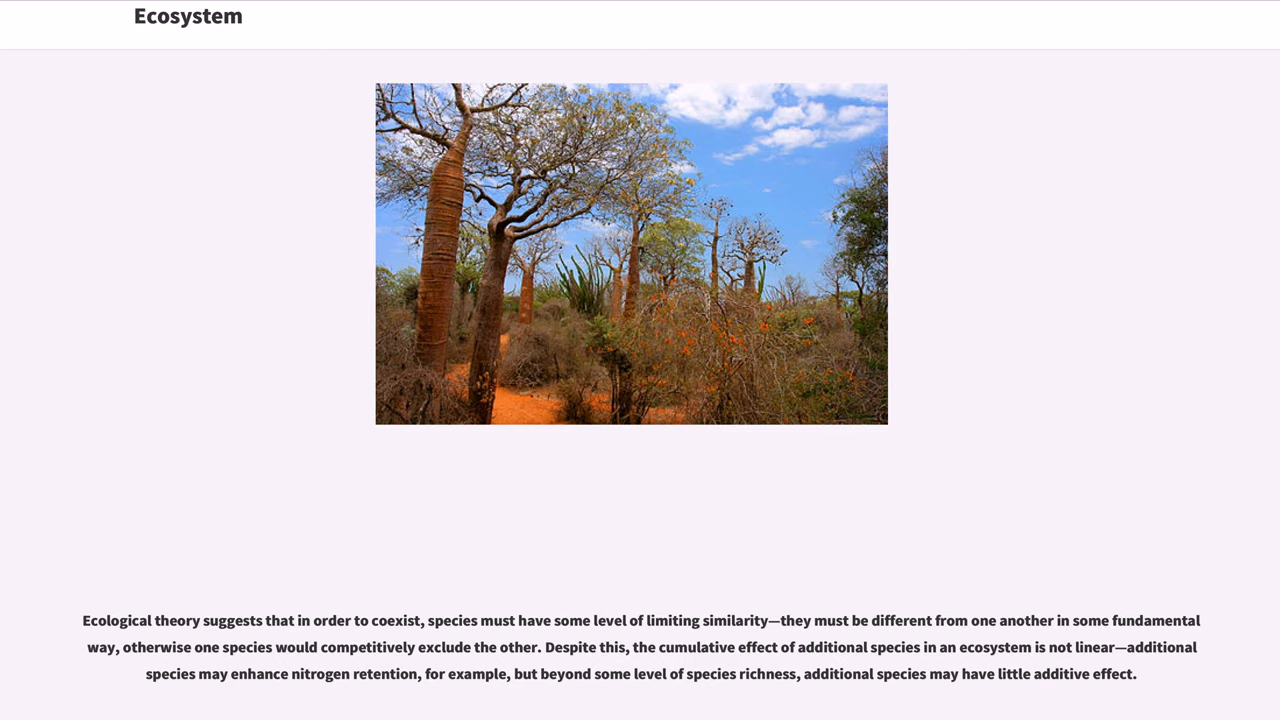 Ecosystem
Ecological theory suggests that in order to coexist, species must have some level of limiting similarity—they must be different from one another in some fundamental
way, otherwise one species would competitively exclude the other. Despite this, the cumulative effect of additional species in an ecosystem is not linear—additional
species may enhance nitrogen retention, for example, but beyond some level of species richness, additional species may have little additive effect.